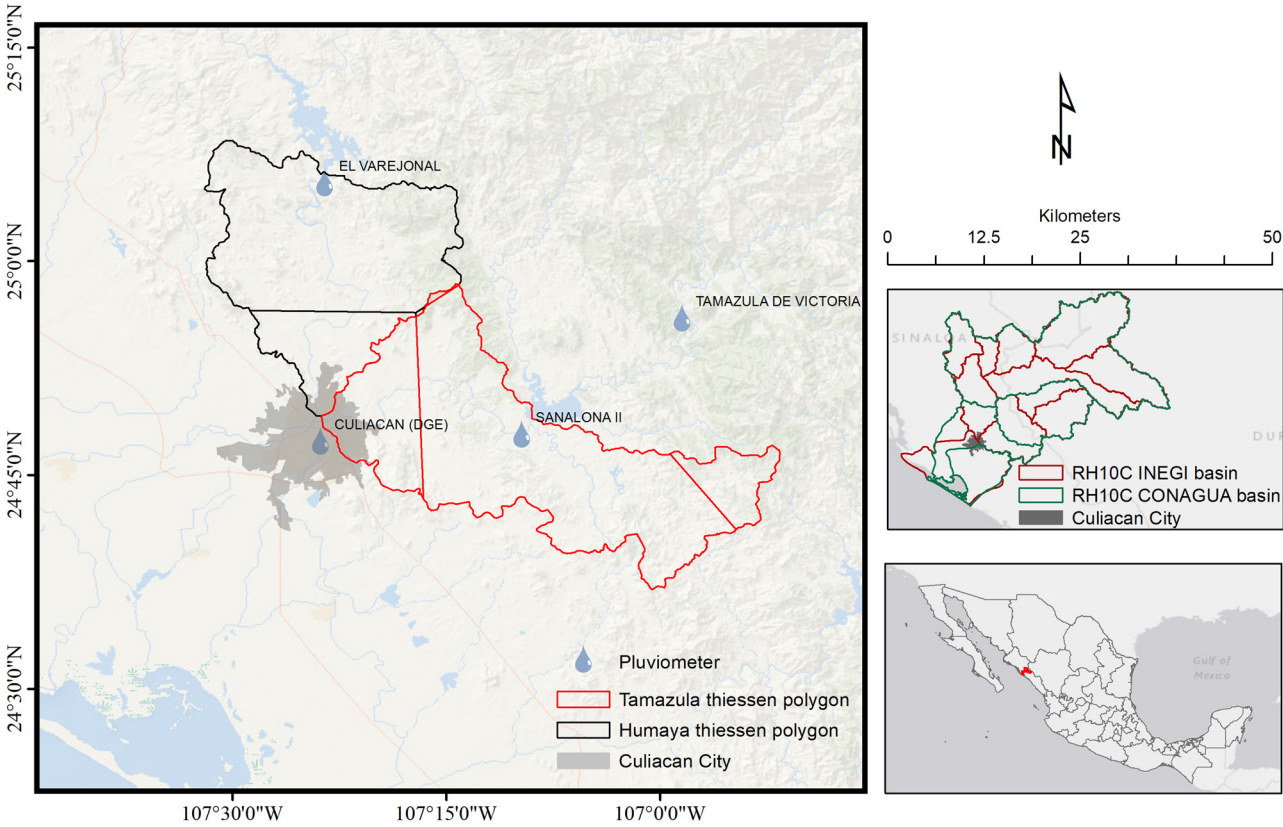 25°15'0"N
25°0'0"N
24°45'0"N
24°30'0"N
EL VAREJONAL
TAMAZULA DE VICTORIA
SANALONA II
CULIACAN (DGE)
Pluviometer
Tamazula thiessen polygon
Humaya thiessen polygon
Culiacan City
107°30'0"W
107°15'0"W
107°0'0"W
N
Kilometers
0 12.5 25 50
SINALOA
DUR
RH10C INEGI basin
RH10C CONAGUA basin
Culiacan City
Gulf of
Mexico